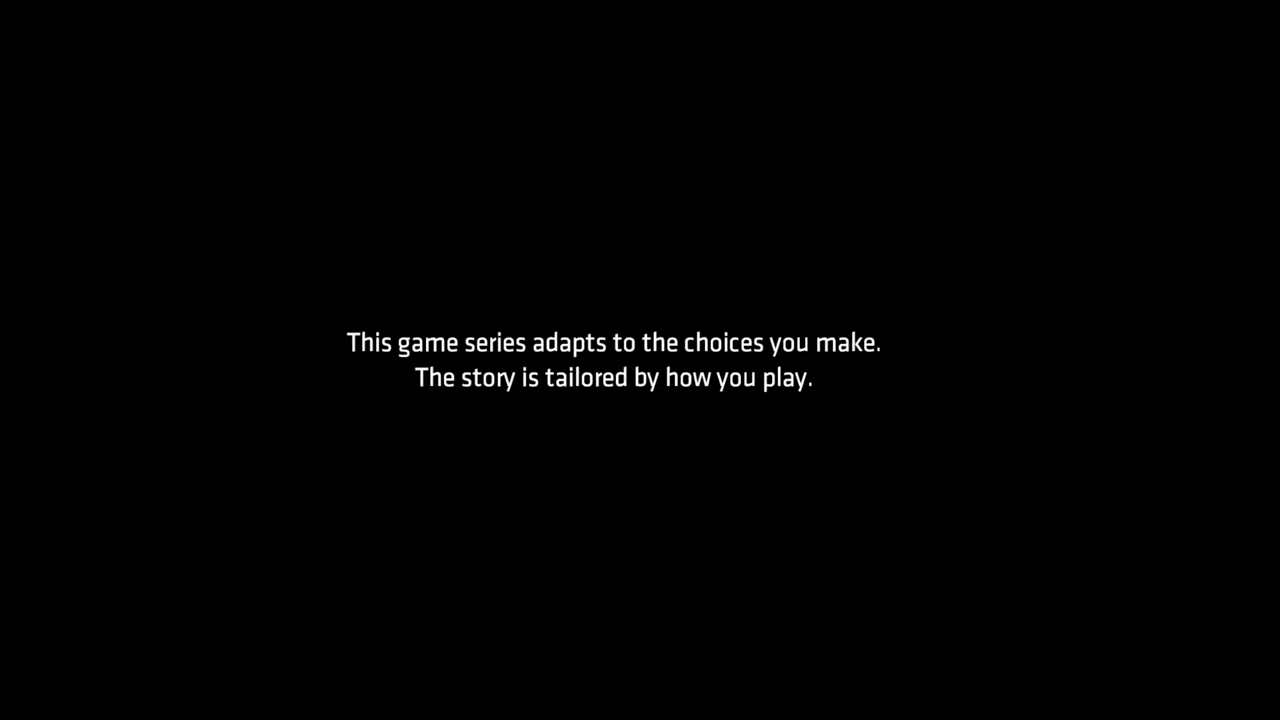 This game series adapts to the choices you make.
The story is tailored by how you play.